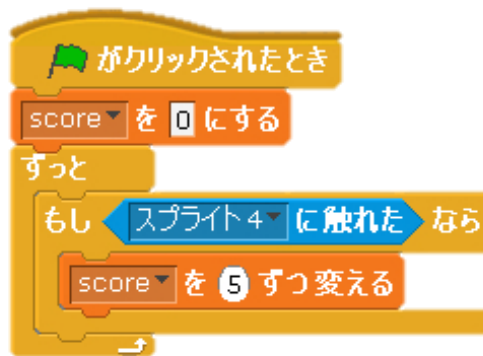 がクリックされたとき
score を 0 にする
ずっと
もし スプライト4 に触れた なら
score を 5 ずつ変える